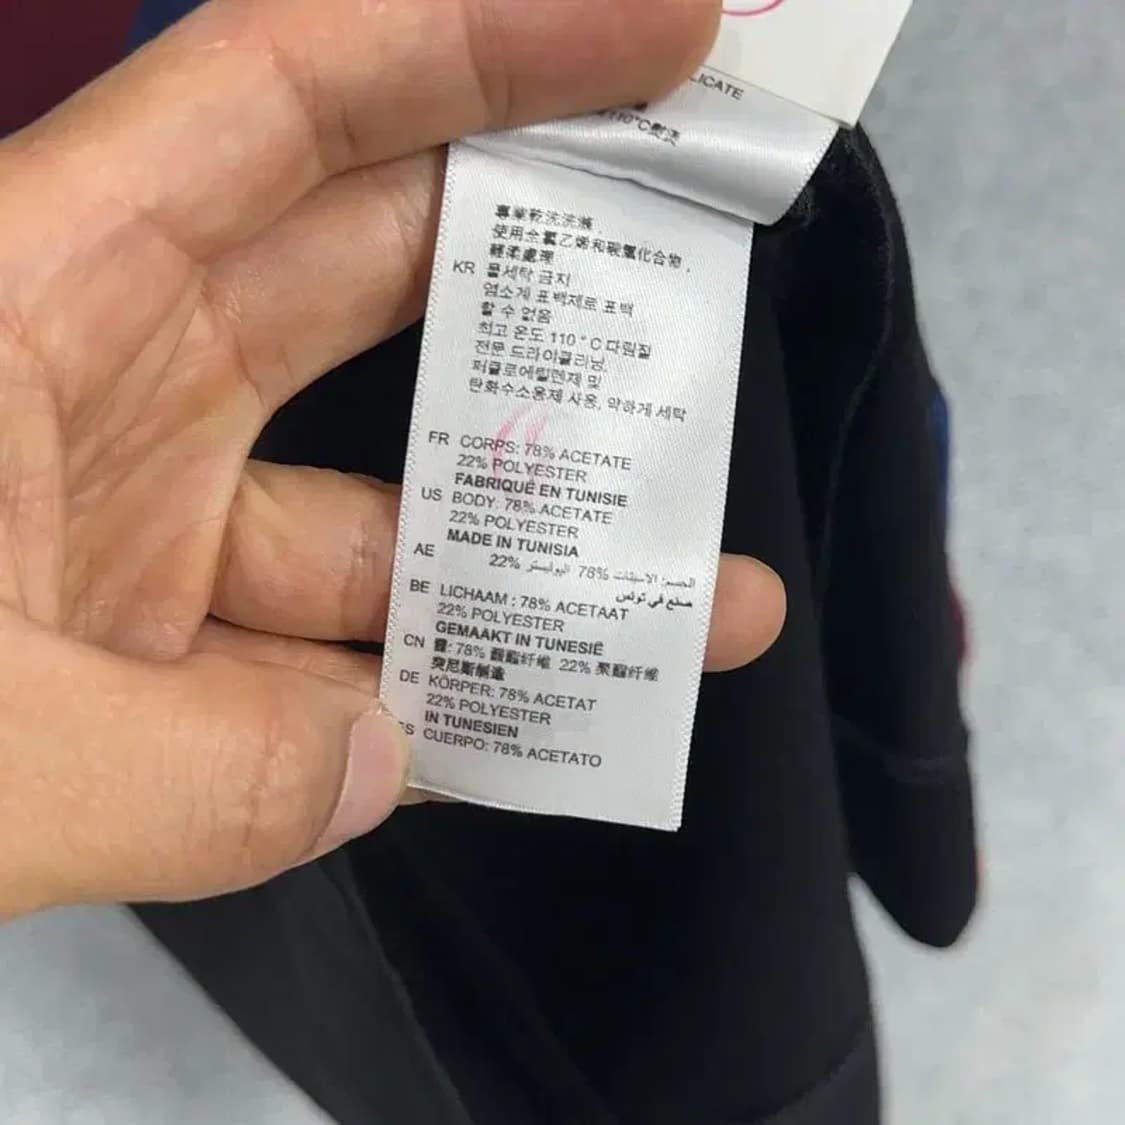 LICATE
110°C熨燙
專業乾洗洗滌
使用全氯乙烯和碳氫化合物,
輕柔處理
KR 물세탁 금지
염소계 표백제로 표백
할 수 없음
최고 온도 110 ° C 다림질
전문 드라이클리닝,
퍼클로에틸렌제 및
탄화수소용제 사용, 약하게 세탁
FR CORPS: 78% ACETATE
22% POLYESTER
FABRIQUÉ EN TUNISIE
US BODY: 78% ACETATE
22% POLYESTER
MADE IN TUNISIA
AE الجسم: الاسيتات 78% البوليستر 22%
صنع في تونس
BE LICHAAM : 78% ACETAAT
22% POLYESTER
GEMAAKT IN TUNESIË
CN 78% 醋酯纤维 22% 聚酯纤维
突尼斯制造
DE KÖRPER: 78% ACETAT
22% POLYESTER
IN TUNESIEN
ES CUERPO: 78% ACETATO